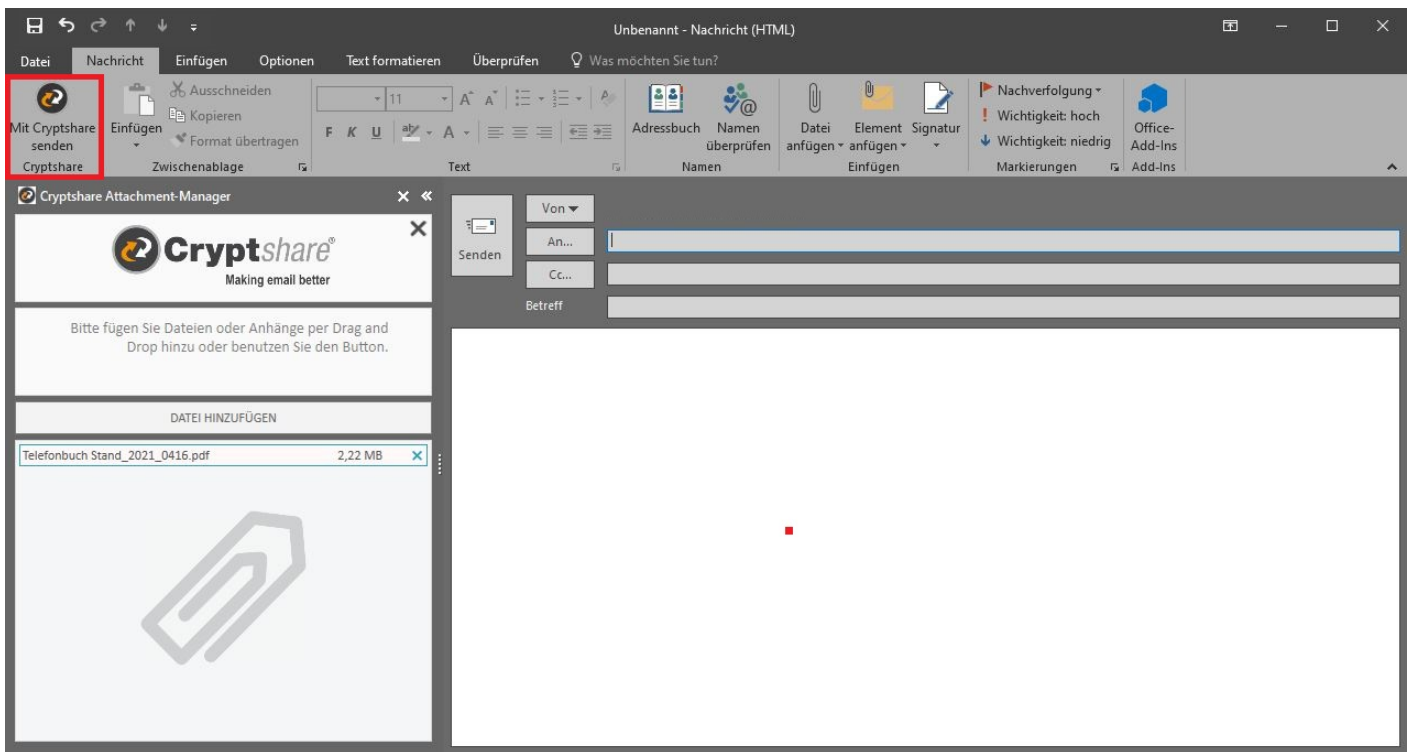 Unbenannt - Nachricht (HTML)
Datei Nachricht Einfügen Optionen Text formatieren Überprüfen Was möchten Sie tun?
Mit Cryptshare senden
Cryptshare
Einfügen
Ausschneiden
Kopieren
Format übertragen
Zwischenablage
11
F K U
Text
Adressbuch
Namen überprüfen
Namen
Datei anfügen
Element anfügen
Signatur
Einfügen
Nachverfolgung
Wichtigkeit: hoch
Wichtigkeit: niedrig
Markierungen
Office-Add-Ins
Add-Ins
Cryptshare Attachment-Manager
Cryptshare®
Making email better
Bitte fügen Sie Dateien oder Anhänge per Drag and
Drop hinzu oder benutzen Sie den Button.
DATEI HINZUFÜGEN
Telefonbuch Stand_2021_0416.pdf 2,22 MB
Senden
Von
An...
Cc...
Betreff